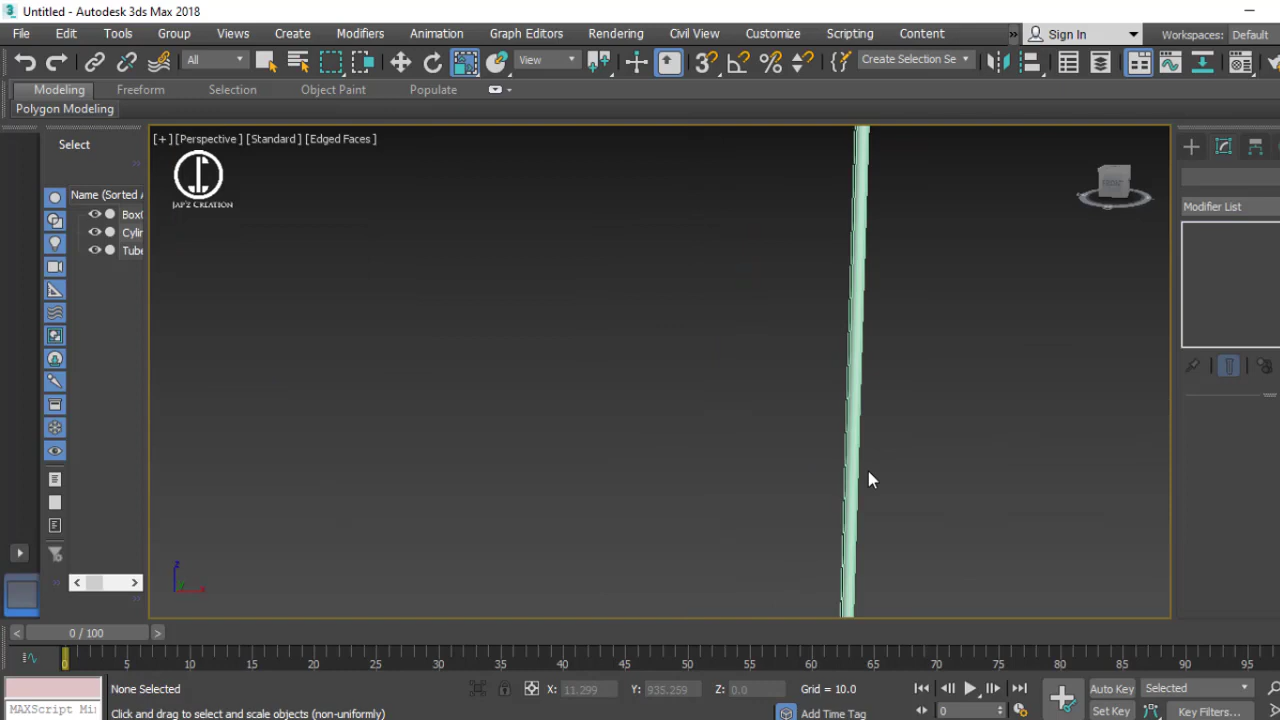 Untitled - Autodesk 3ds Max 2018
File Edit Tools Group Views Create Modifiers Animation Graph Editors Rendering Civil View Customize Scripting Content » Sign In Workspaces: Default
All View Create Selection Se
Modeling Freeform Selection Object Paint Populate
Polygon Modeling
Select
Name (Sorted A
Box(
Cylin
Tube
[+] [Perspective] [Standard] [Edged Faces]
JAP'Z CREATION
FRONT
Modifier List
z
x
0 / 100
0 5 10 15 20 25 30 35 40 45 50 55 60 65 70 75 80 85 90 95
None Selected X: 11.299 Y: 935.259 Z: 0.0 Grid = 10.0 Auto Key Selected
MAXScript Mi Click and drag to select and scale objects (non-uniformly) Add Time Tag 0 Set Key Key Filters...